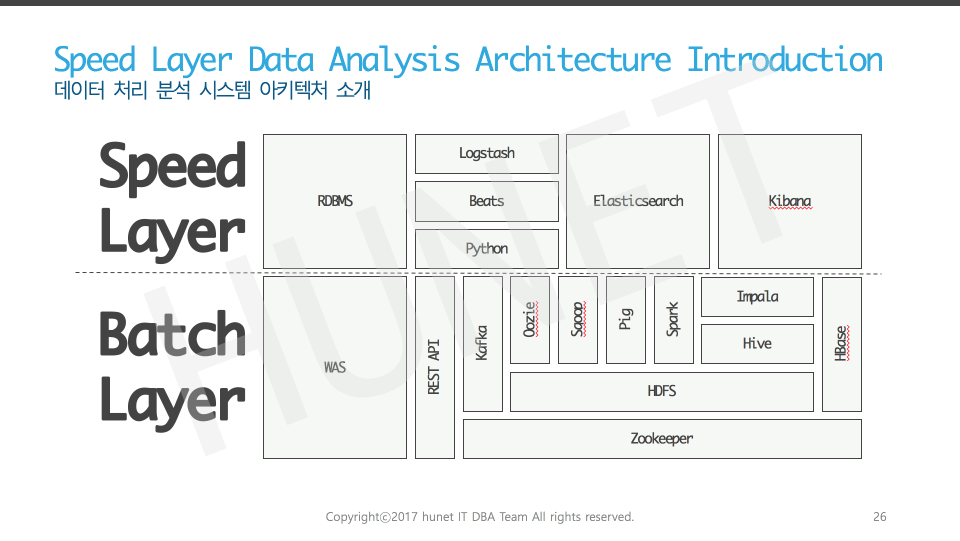 Speed Layer Data Analysis Architecture Introduction
데이터 처리 분석 시스템 아키텍처 소개
Speed
Layer
RDBMS
Logstash
Beats
Python
Elasticsearch
Kibana
Batch
Layer
WAS
REST API
Kafka
Oozie
Sqoop
Pig
Spark
Impala
Hive
HBase
HDFS
Zookeeper
HUNET
Copyrightⓒ2017 hunet IT DBA Team All rights reserved.
26